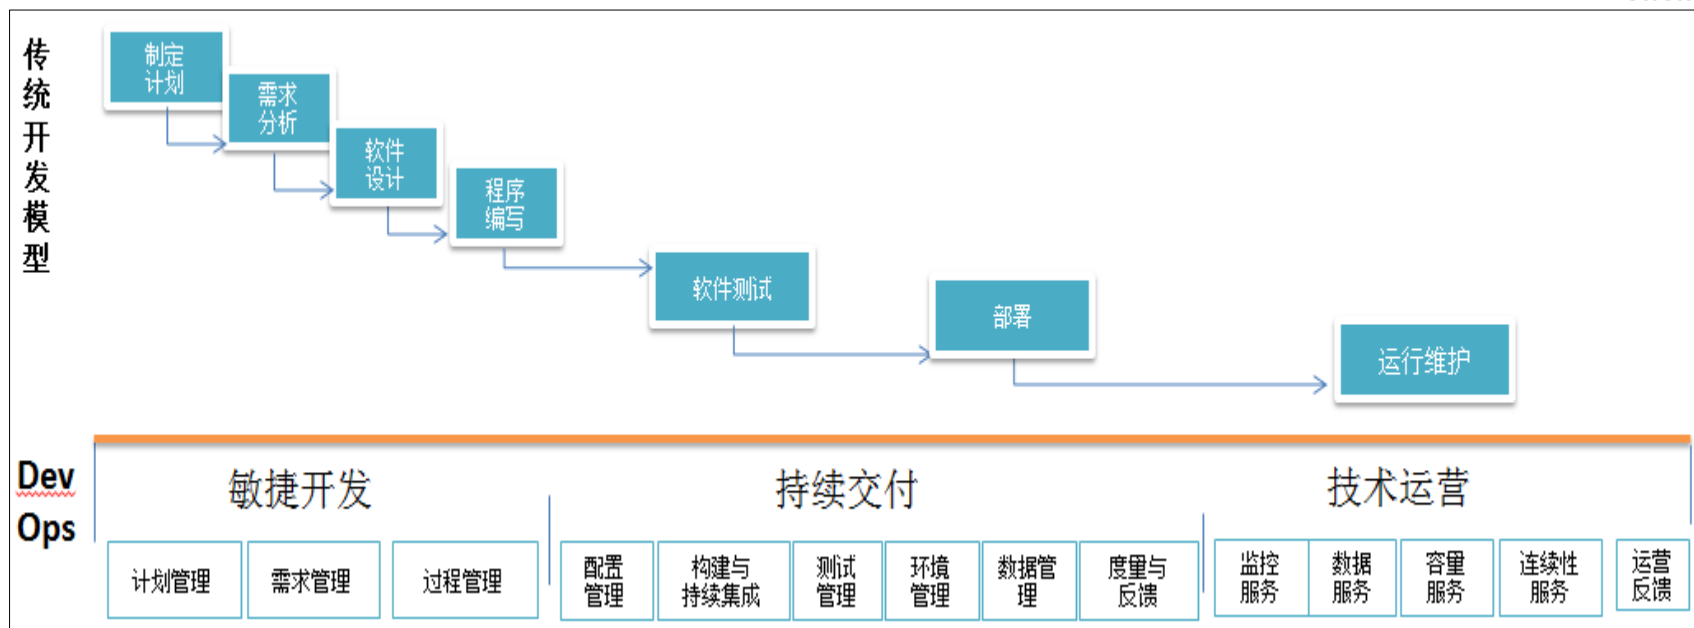 传统开发模型
制定
计划
需求
分析
软件
设计
程序
编写
软件测试
部署
运行维护
Dev
Ops
敏捷开发
持续交付
技术运营
计划管理
需求管理
过程管理
配置
管理
构建与
持续集成
测试
管理
环境
管理
数据管
理
度量与
反馈
监控
服务
数据
服务
容量
服务
连续性
服务
运营
反馈